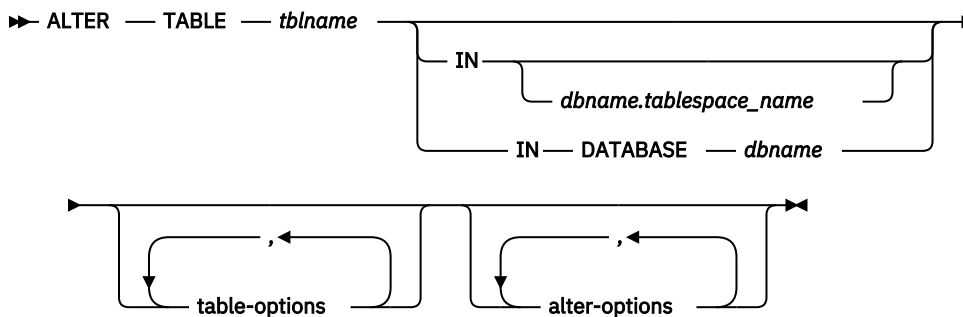 ALTER TABLE tblname
IN
dbname.tablespace_name
IN DATABASE dbname
, ,
table-options alter-options